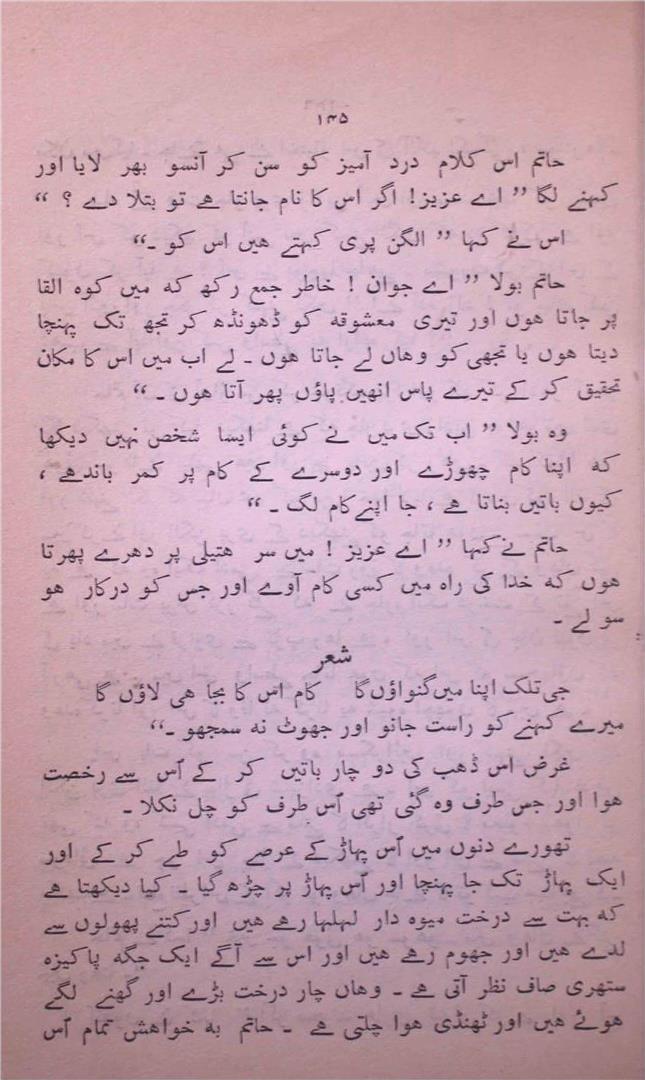 ۱۴۵
حاتم اس کلام درد آمیز کو سن کر آنسو بھر لایا اور
کہنے لگا ” اے عزیز! اگر اس کا نام جانتا ہے تو بتلا دے ؟ “
اس نے کہا ” الگن پری کہتے ہیں اس کو ۔“
حاتم بولا ” اے جوان ! خاطر جمع رکھ کہ میں کوہ القا
پر جاتا ہوں اور تیری معشوقہ کو ڈھونڈھ کر تجھ تک پہنچا
دیتا ہوں یا تجھی کو وہاں لے جاتا ہوں ۔ لے اب میں اس کا مکان
تحقیق کر کے تیرے پاس انھیں پاؤں پھر آتا ہوں ۔ “
وہ بولا ” اب تک میں نے کوئی ایسا شخص نہیں دیکھا
کہ اپنا کام چھوڑے اور دوسرے کے کام پر کمر باندھے ،
کیوں باتیں بناتا ہے ، جا اپنے کام لگ ۔ “
حاتم نے کہا ” اے عزیز ! میں سر ہتیلی پر دھرے پھرتا
ہوں کہ خدا کی راہ میں کسی کام آوے اور جس کو درکار ہو
سو لے ۔
شعر
جی تلک اپنا میں گنواؤں گا کام اس کا بجا ہی لاؤں گا
میرے کہنے کو راست جانو اور جھوٹ نہ سمجھو ۔“
غرض اس ڈھب کی دو چار باتیں کر کے اُس سے رخصت
ہوا اور جس طرف وہ گئی تھی اُس طرف کو چل نکلا ۔
تھورے دنوں میں اُس پہاڑ کے عرصے کو طے کر کے اور
ایک پہاڑ تک جا پہنچا اور اُس پہاڑ پر چڑھ گیا ۔ کیا دیکھتا ہے
کہ بہت سے درخت میوہ دار لہلہا رہے ہیں اور کتنے پھولوں سے
لدے ہیں اور جھوم رہے ہیں اور اس سے آگے ایک جگہ پاکیزہ
ستھری صاف نظر آتی ہے ۔ وہاں چار درخت بڑے اور گھنے لگے
ہوئے ہیں اور ٹھنڈی ہوا چلتی ہے ۔ حاتم بہ خواہش تمام اُس